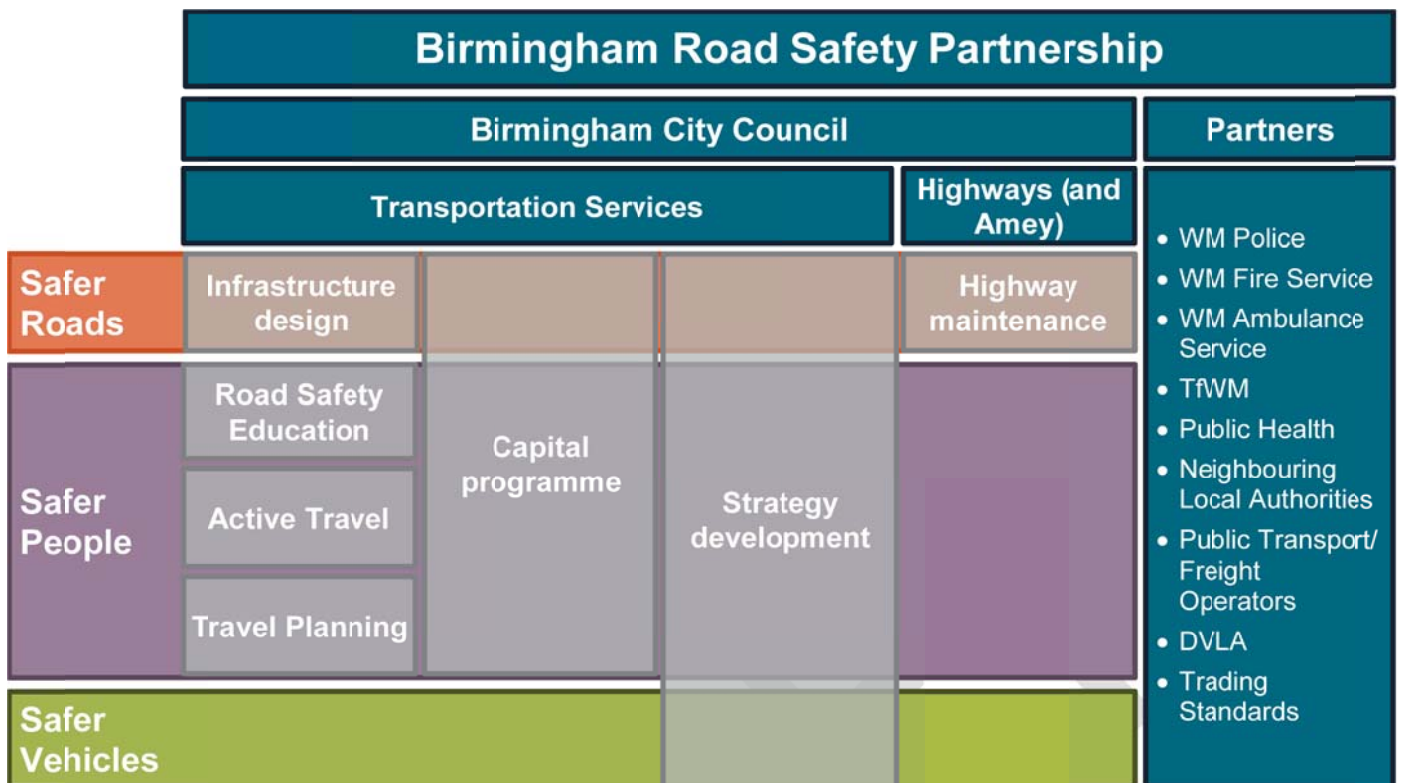 Birmingham Road Safety Partnership
Birmingham City Council
Partners
Transportation Services
Highways (and
Amey)
Safer
Roads
Infrastructure
design
Highway
maintenance
Safer
People
Road Safety
Education
Active Travel
Travel Planning
Capital
programme
Strategy
development
Safer
Vehicles
• WM Police
• WM Fire Service
• WM Ambulance
Service
• TfWM
• Public Health
• Neighbouring
Local Authorities
• Public Transport/
Freight
Operators
• DVLA
• Trading
Standards